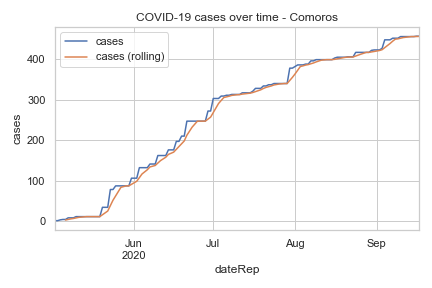 COVID-19 cases over time - Comoros
cases
cases (rolling)
cases
400
300
200
100
0
Jun
2020
Jul
Aug
Sep
dateRep